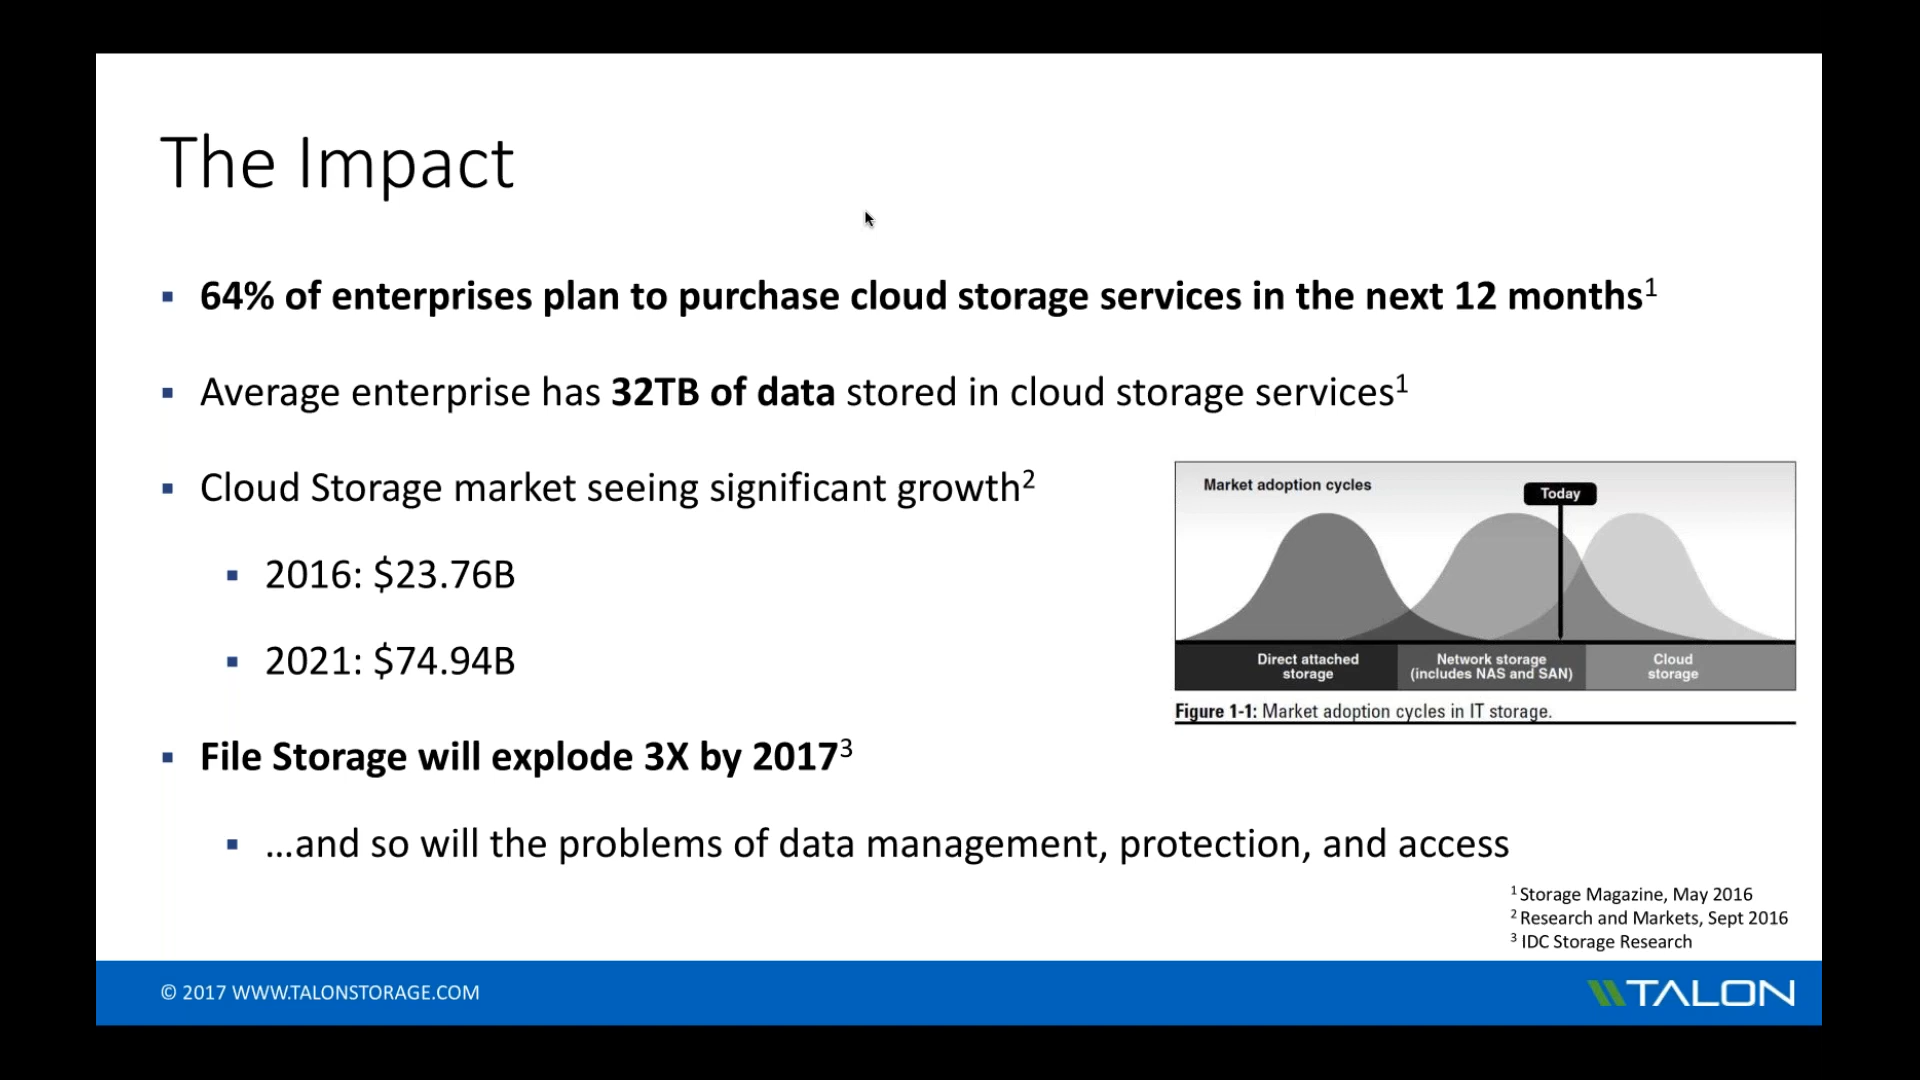 The Impact
64% of enterprises plan to purchase cloud storage services in the next 12 months1
Average enterprise has 32TB of data stored in cloud storage services1
Cloud Storage market seeing significant growth2
2016: $23.76B
2021: $74.94B
Market adoption cycles
Today
Direct attached
storage
Network storage
(includes NAS and SAN)
Cloud
storage
Figure 1-1: Market adoption cycles in IT storage.
File Storage will explode 3X by 20173
...and so will the problems of data management, protection, and access
1 Storage Magazine, May 2016
2 Research and Markets, Sept 2016
3 IDC Storage Research
© 2017 WWW.TALONSTORAGE.COM
TALON